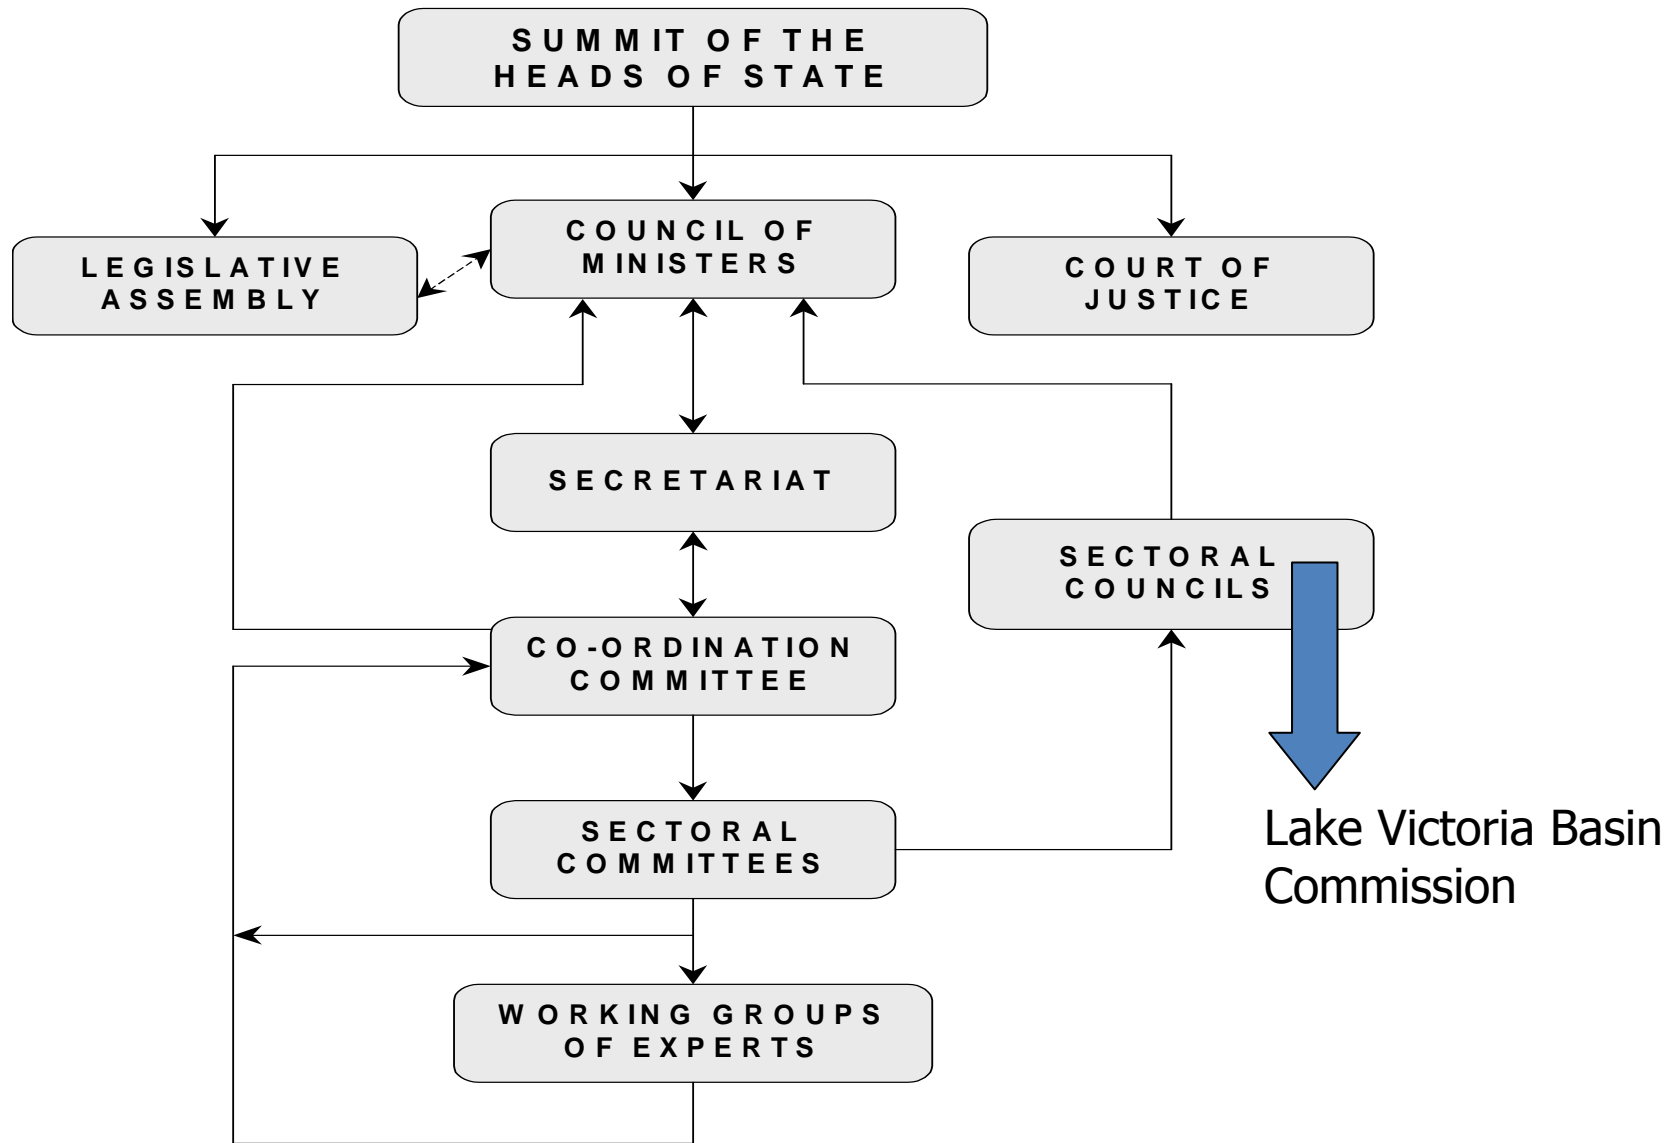 SUMMIT OF THE
HEADS OF STATE
COUNCIL OF
MINISTERS
LEGISLATIVE
ASSEMBLY
COURT OF
JUSTICE
SECRETARIAT
SECTORAL
COUNCILS
CO-ORDINATION
COMMITTEE
SECTORAL
COMMITTEES
Lake Victoria Basin
Commission
WORKING GROUPS
OF EXPERTS